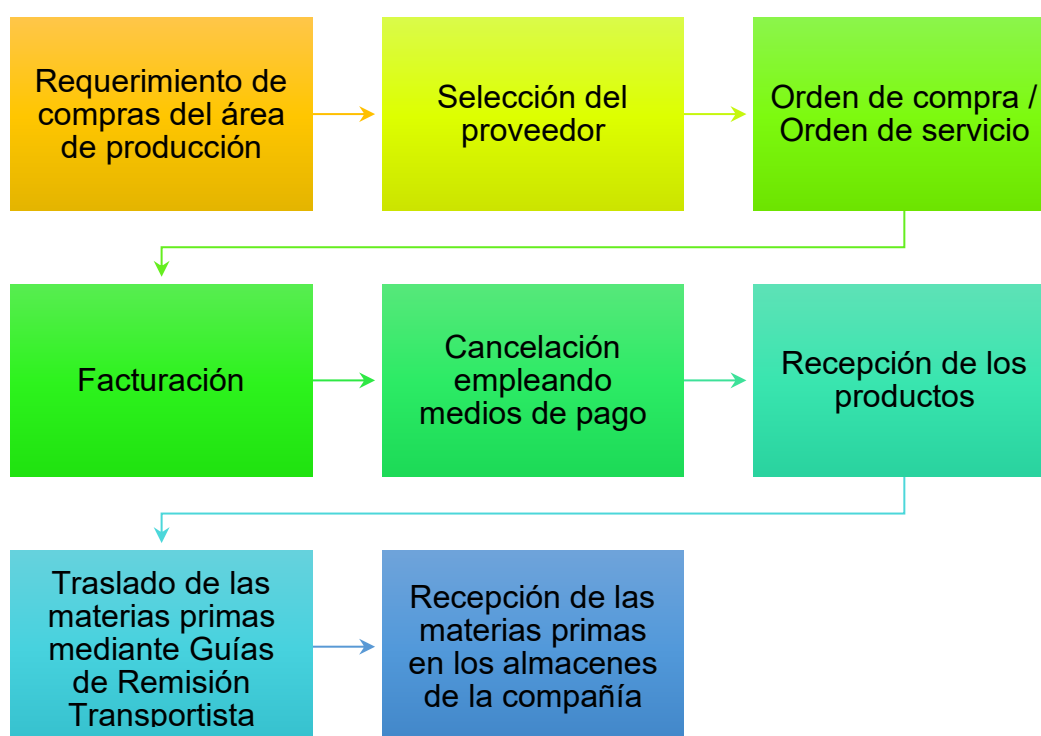 Requerimiento de
compras del área
de producción
Selección del
proveedor
Orden de compra /
Orden de servicio
Facturación
Cancelación
empleando
medios de pago
Recepción de los
productos
Traslado de las
materias primas
mediante Guías
de Remisión
Transportista
Recepción de las
materias primas
en los almacenes
de la compañía